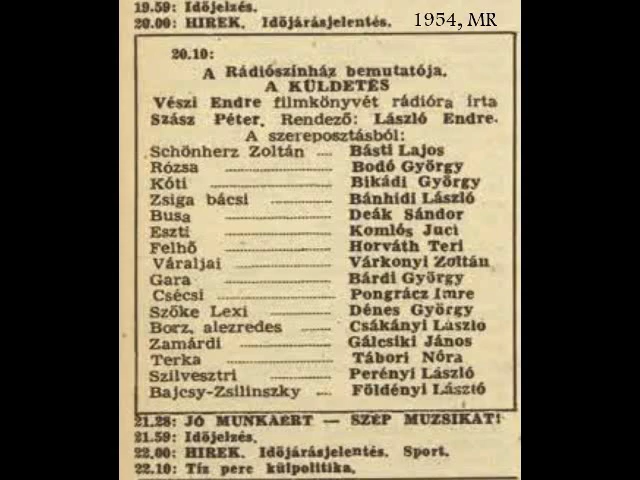 19.59: Időjelzés.
20.00: HIREK. Időjárásjelentés.
1954, MR
20.10:
A Rádiószínház bemutatója.
A KÜLDETÉS
Vészi Endre filmkönyvét rádióra írta
Szász Péter. Rendező: László Endre.
A szereposztásból:
Schönherz Zoltán .... Básti Lajos
Rózsa Bodó György
Kóti Bikádi György
Zsiga bácsi Bánhidi László
Busa Deák Sándor
Eszti Komlós Juci
Felhő Horváth Teri
Váraljai Várkonyi Zoltán
Gara Bárdi György
Csécsi Pongrácz Imre
Szőke Lexi Dénes György
Borz. alezredes Csákányi László
Zamárdi Gálcsiki János
Terka Tábori Nóra
Szilvesztri Perényi László
Bajcsy-Zsilinszky .... Földényi László
21.28: JÓ MUNKÁÉRT — SZÉP MUZSIKÁT!
21.59: Időjelzés.
22.00: HIREK. Időjárásjelentés. Sport.
22.10: Tíz perc külpolitika.